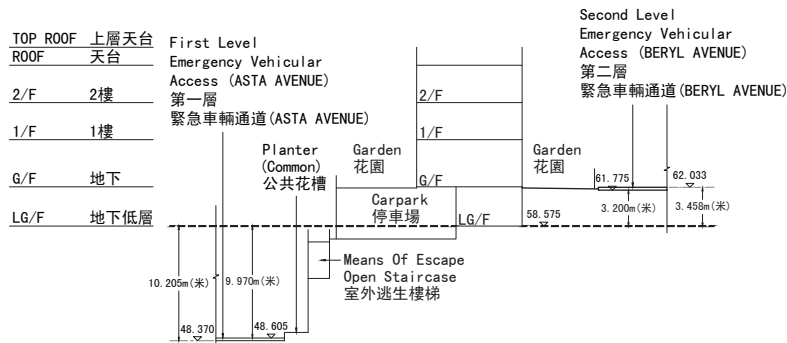 TOP ROOF 上層天台
ROOF 天台
2/F 2樓
1/F 1樓
G/F 地下
LG/F 地下低層
First Level
Emergency Vehicular
Access (ASTA AVENUE)
第一層
緊急車輛通道(ASTA AVENUE)
Planter
(Common)
公共花槽
Garden
花園
2/F
1/F
G/F
Carpark
停車場
LG/F
Second Level
Emergency Vehicular
Access (BERYL AVENUE)
第二層
緊急車輛通道(BERYL AVENUE)
Garden
花園
61.775
62.033
58.575
3.200m(米)
3.458m(米)
Means Of Escape
Open Staircase
室外逃生樓梯
10.205m(米)
9.970m(米)
48.370
48.605